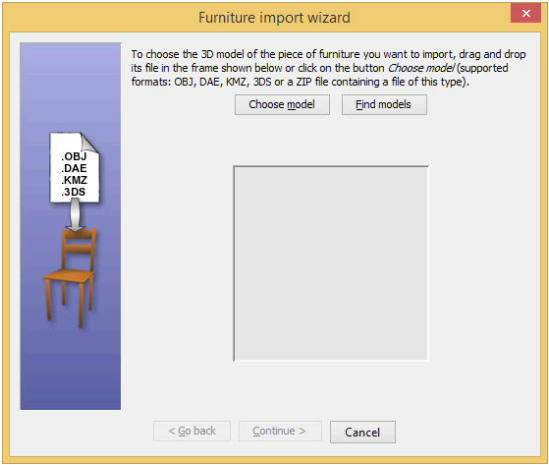 Furniture import wizard
To choose the 3D model of the piece of furniture you want to import, drag and drop
its file in the frame shown below or click on the button Choose model (supported
formats: OBJ, DAE, KMZ, 3DS or a ZIP file containing a file of this type).
Choose model
Find models
.OBJ
.DAE
.KMZ
.3DS
< Go back
Continue >
Cancel